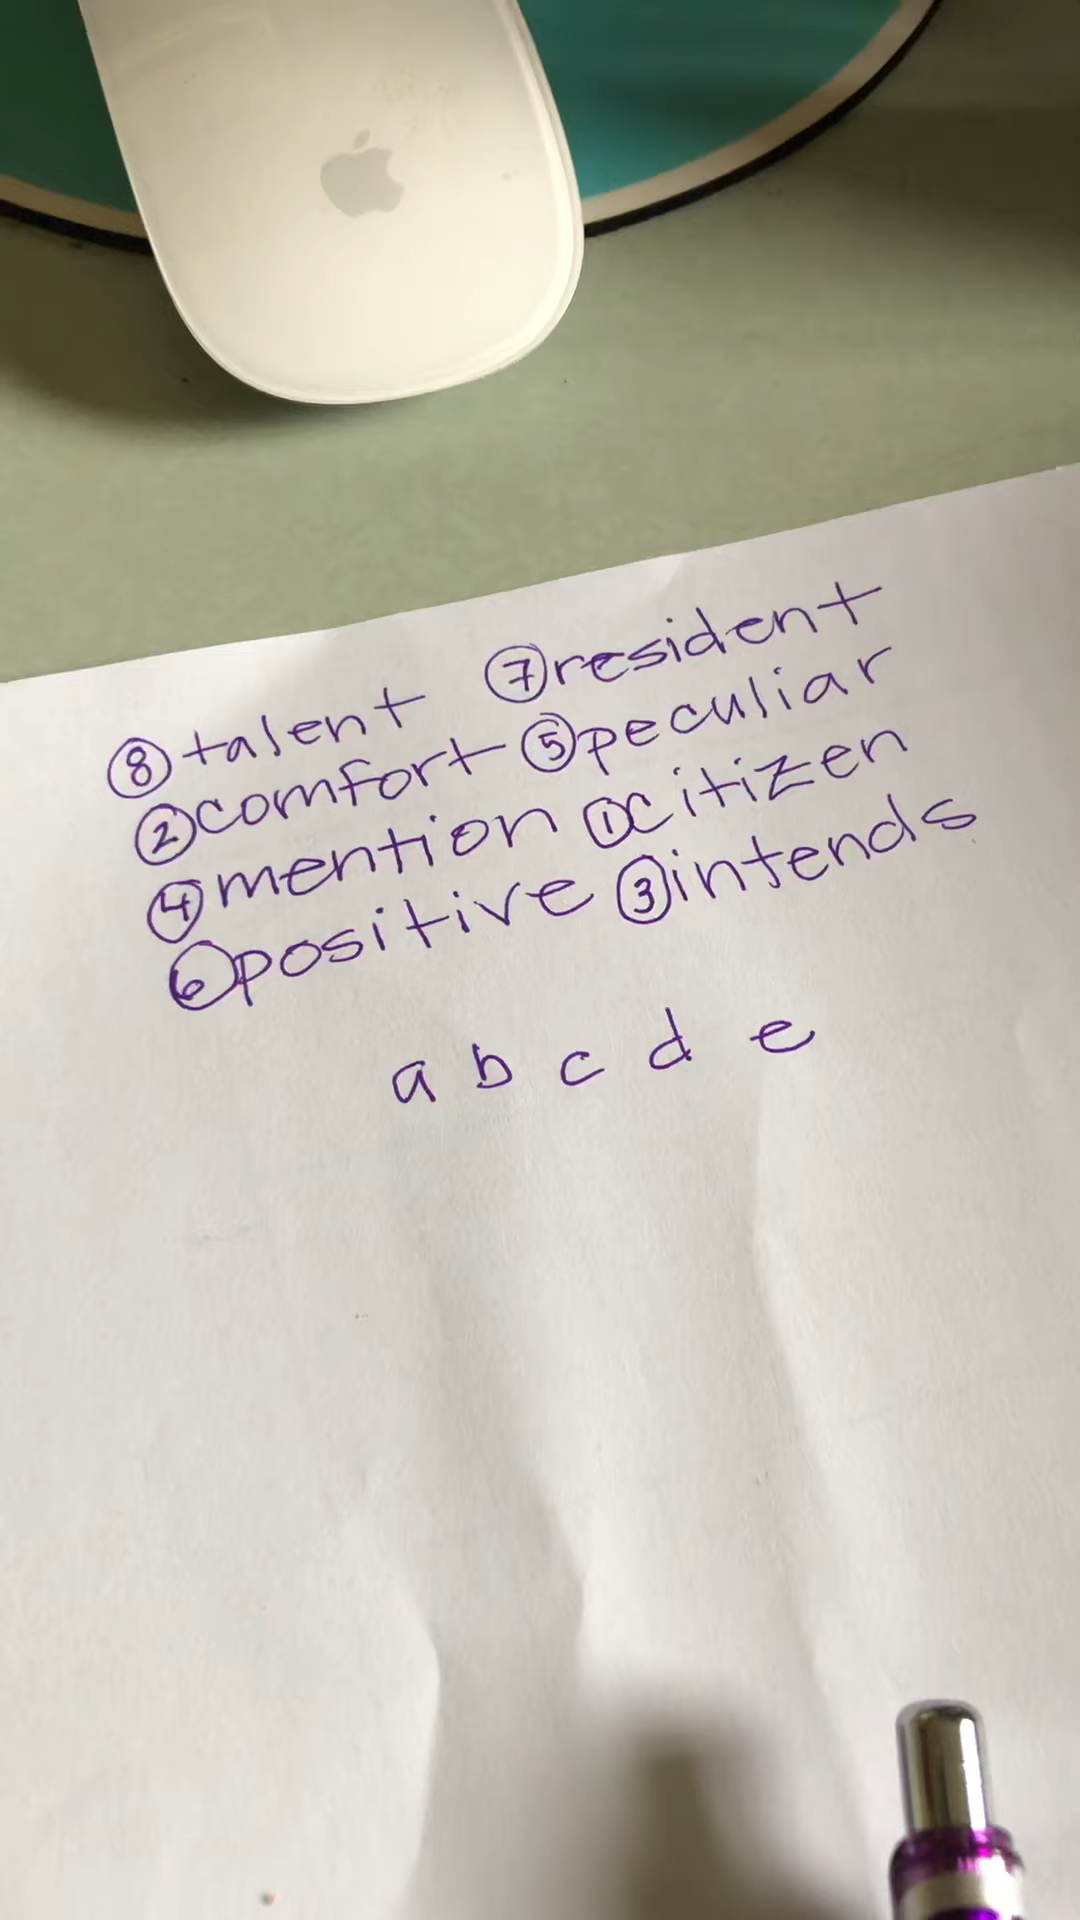 ⑧talent ⑦resident
②comfort ⑤peculiar
④mention ①citizen
⑥positive ③intends
a b c d e